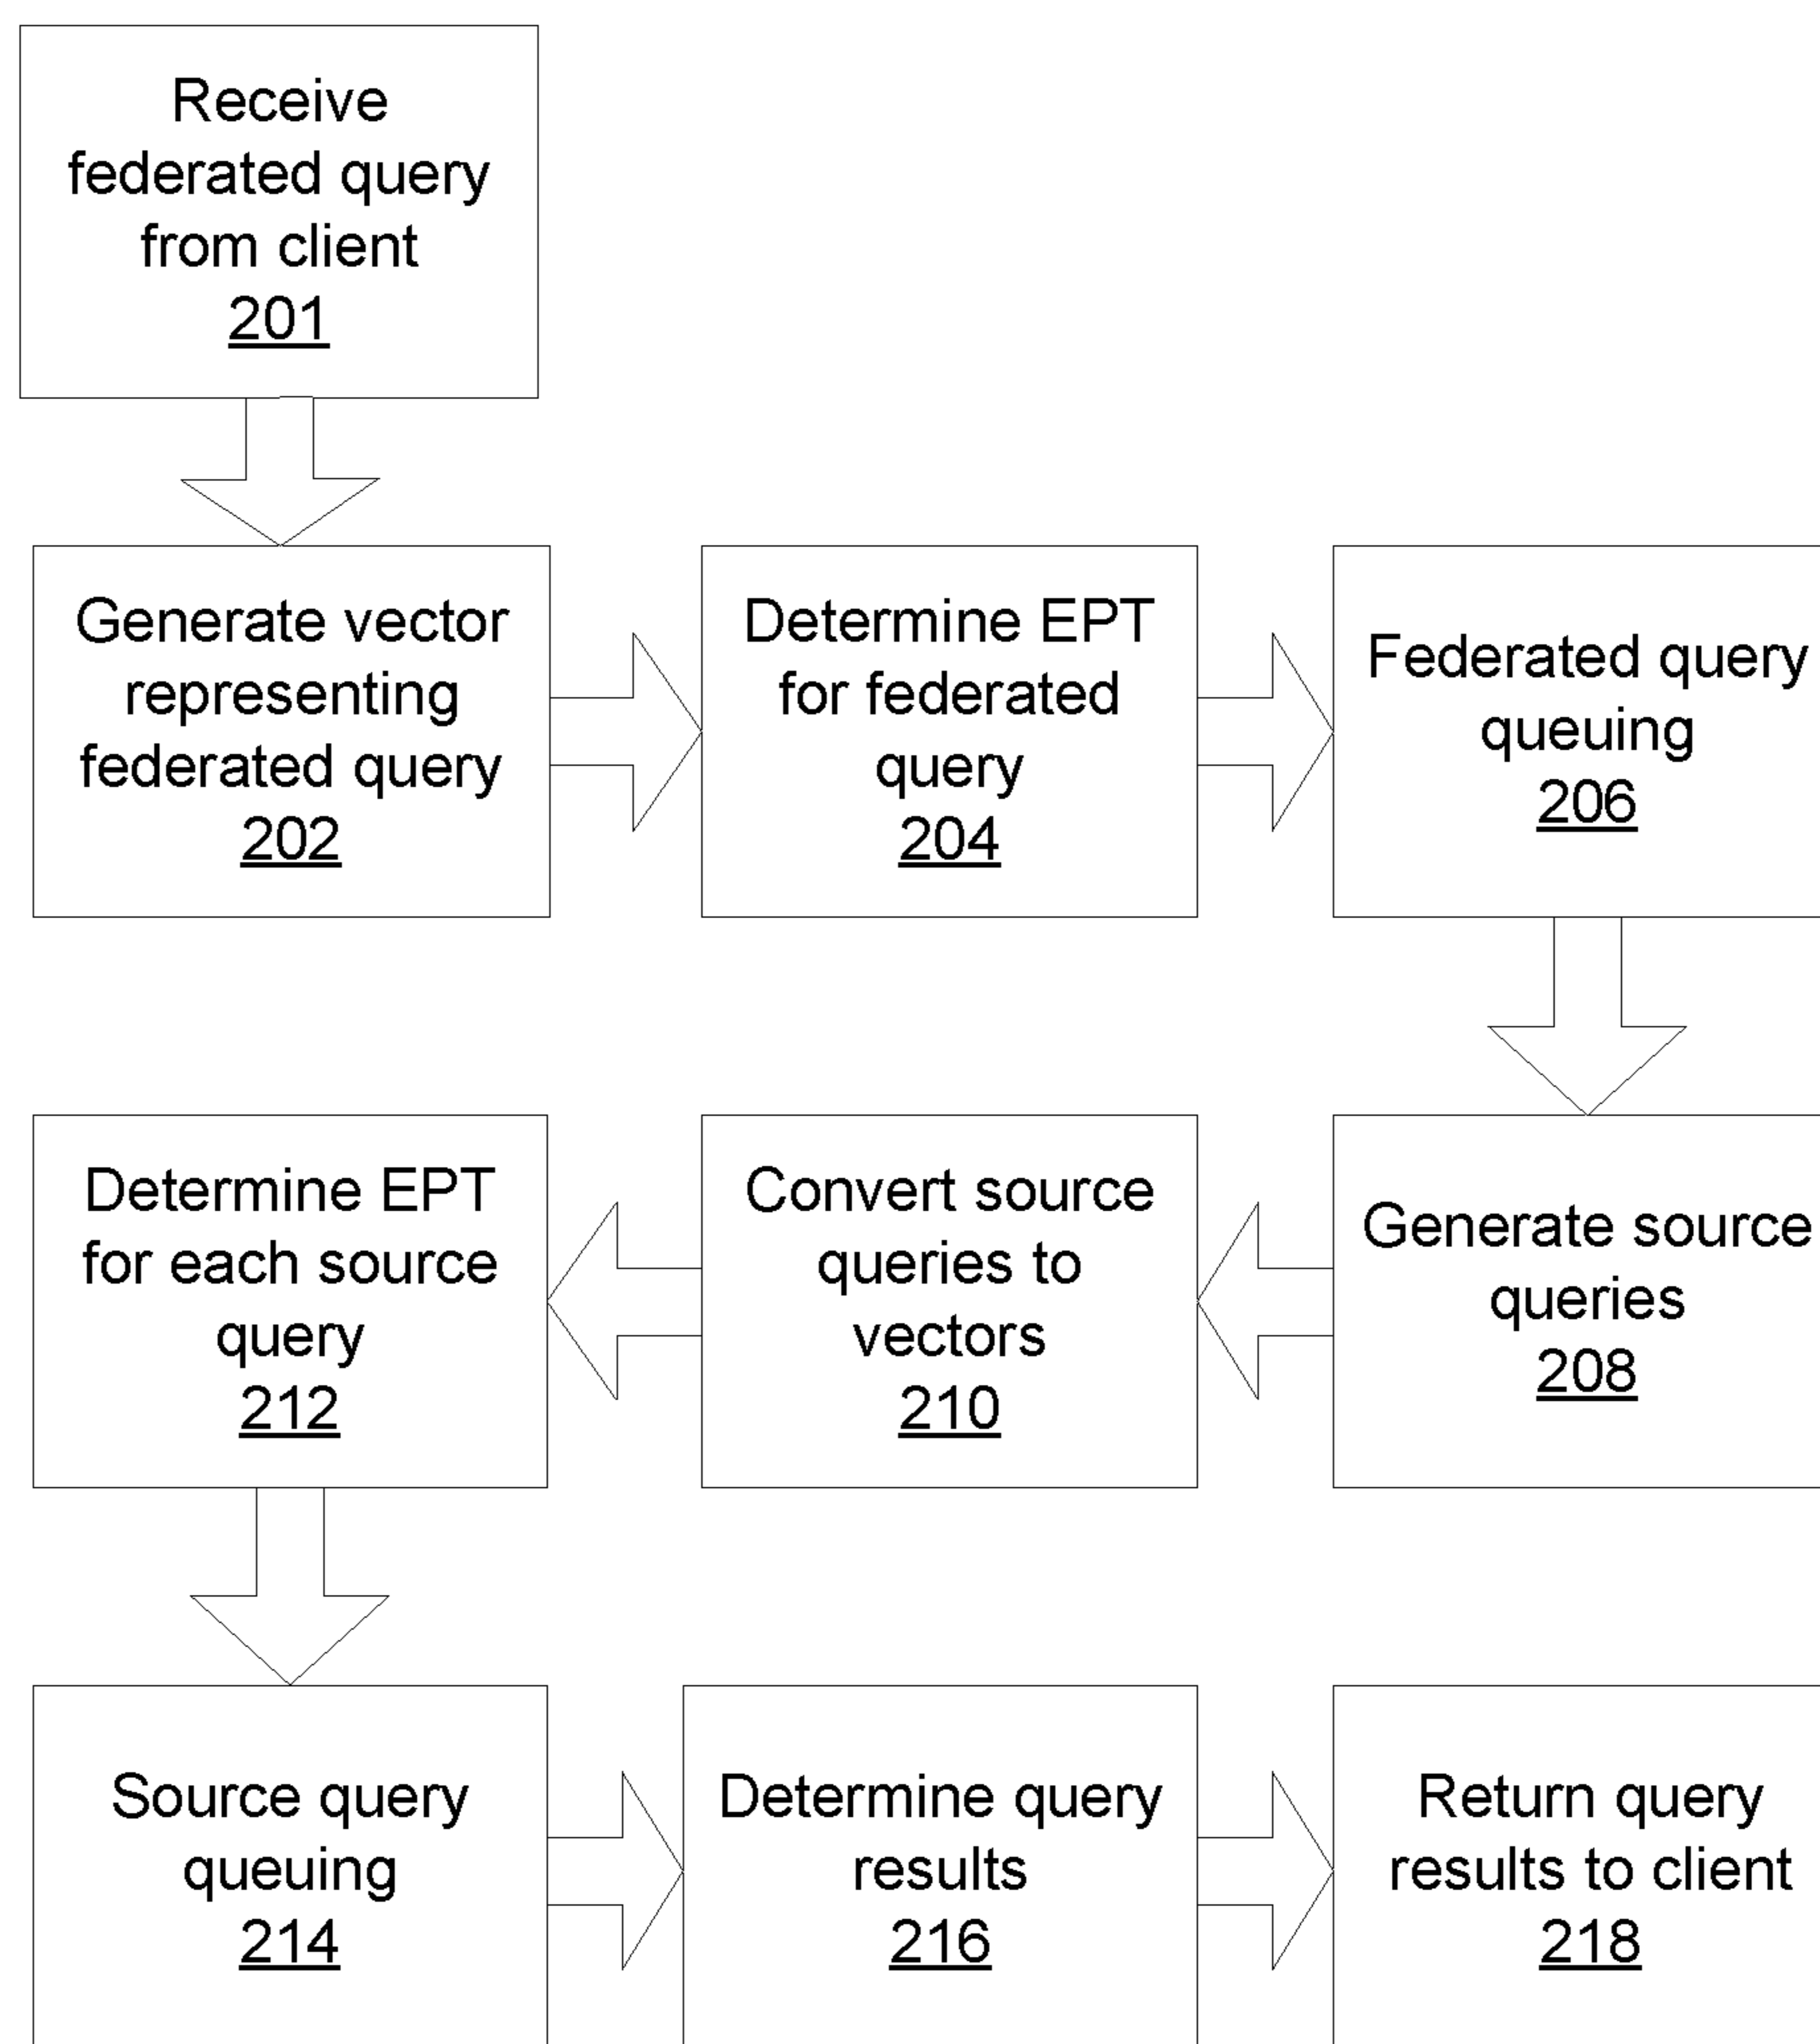 Receive
federated query
from client
201
Generate vector
representing
federated query
202
Determine EPT
for federated
query
204
Federated query
queuing
206
Generate source
queries
208
Convert source
queries to
vectors
210
Determine EPT
for each source
query
212
Source query
queuing
214
Determine query
results
216
Return query
results to client
218